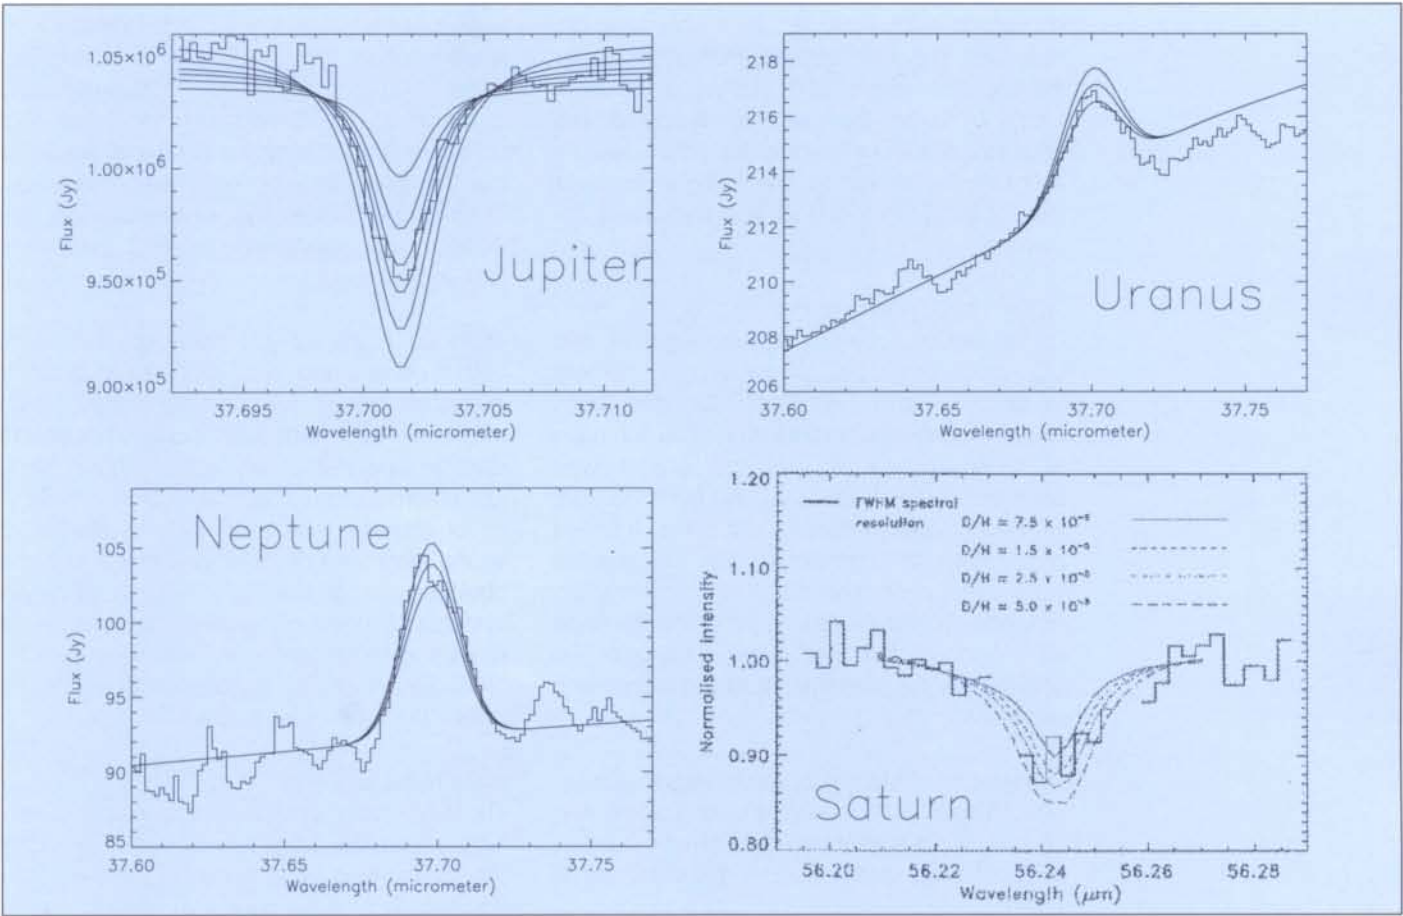 1.05×10⁶
1.00×10⁶
9.50×10⁵
9.00×10⁵
Flux (Jy)
Jupiter
37.695 37.700 37.705 37.710
Wavelength (micrometer)
218
216
214
212
210
208
206
Flux (Jy)
Uranus
37.60 37.65 37.70 37.75
Wavelength (micrometer)
Neptune
105
100
95
90
85
Flux (Jy)
37.60 37.65 37.70 37.75
Wavelength (micrometer)
1.20
1.10
1.00
0.90
0.80
Normalised intensity
FWHM spectral
resolution
D/H =
D/H =
D/H =
D/H =
Saturn
56.20 56.22 56.24 56.26 56.28
Wavelength (μm)